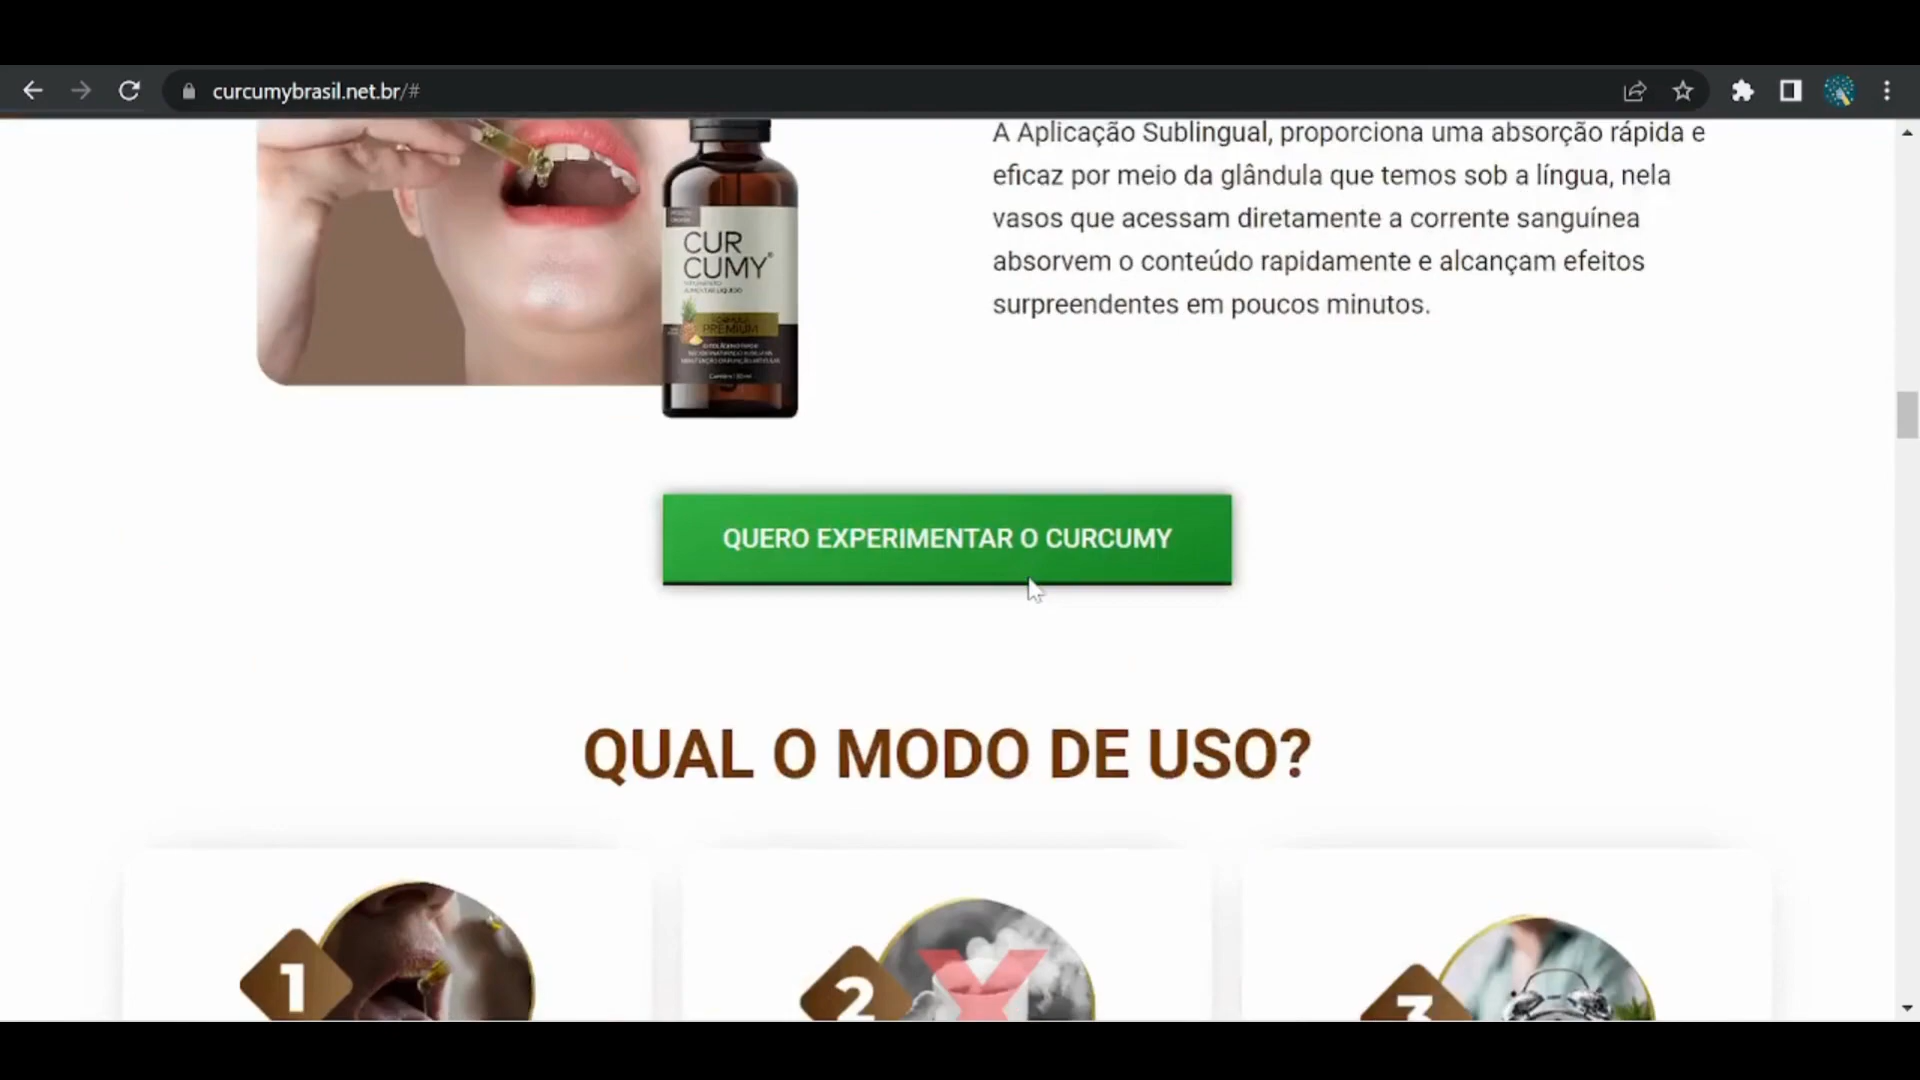 curcumybrasil.net.br/#
A Aplicação Sublingual, proporciona uma absorção rápida e
eficaz por meio da glândula que temos sob a língua, nela
vasos que acessam diretamente a corrente sanguínea
absorvem o conteúdo rapidamente e alcançam efeitos
surpreendentes em poucos minutos.
CUR
CUMY®
PREMIUM
QUERO EXPERIMENTAR O CURCUMY
QUAL O MODO DE USO?
1
2
3